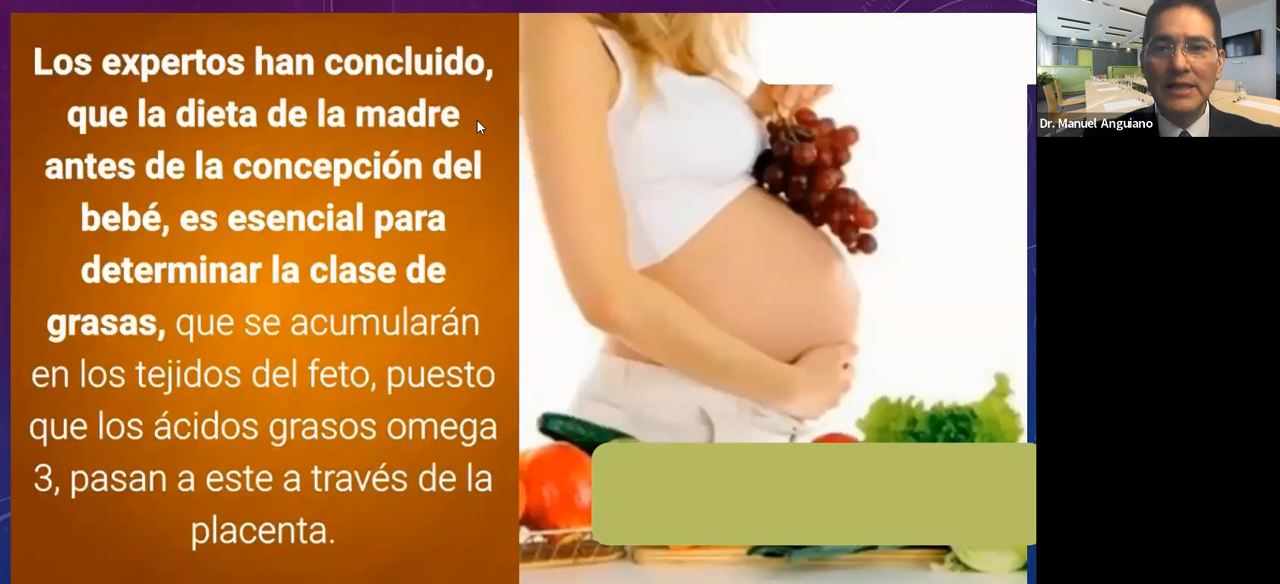 Los expertos han concluido,
que la dieta de la madre
antes de la concepción del
bebé, es esencial para
determinar la clase de
grasas, que se acumularán
en los tejidos del feto, puesto
que los ácidos grasos omega
3, pasan a este a través de la
placenta.
Dr. Manuel Anguiano